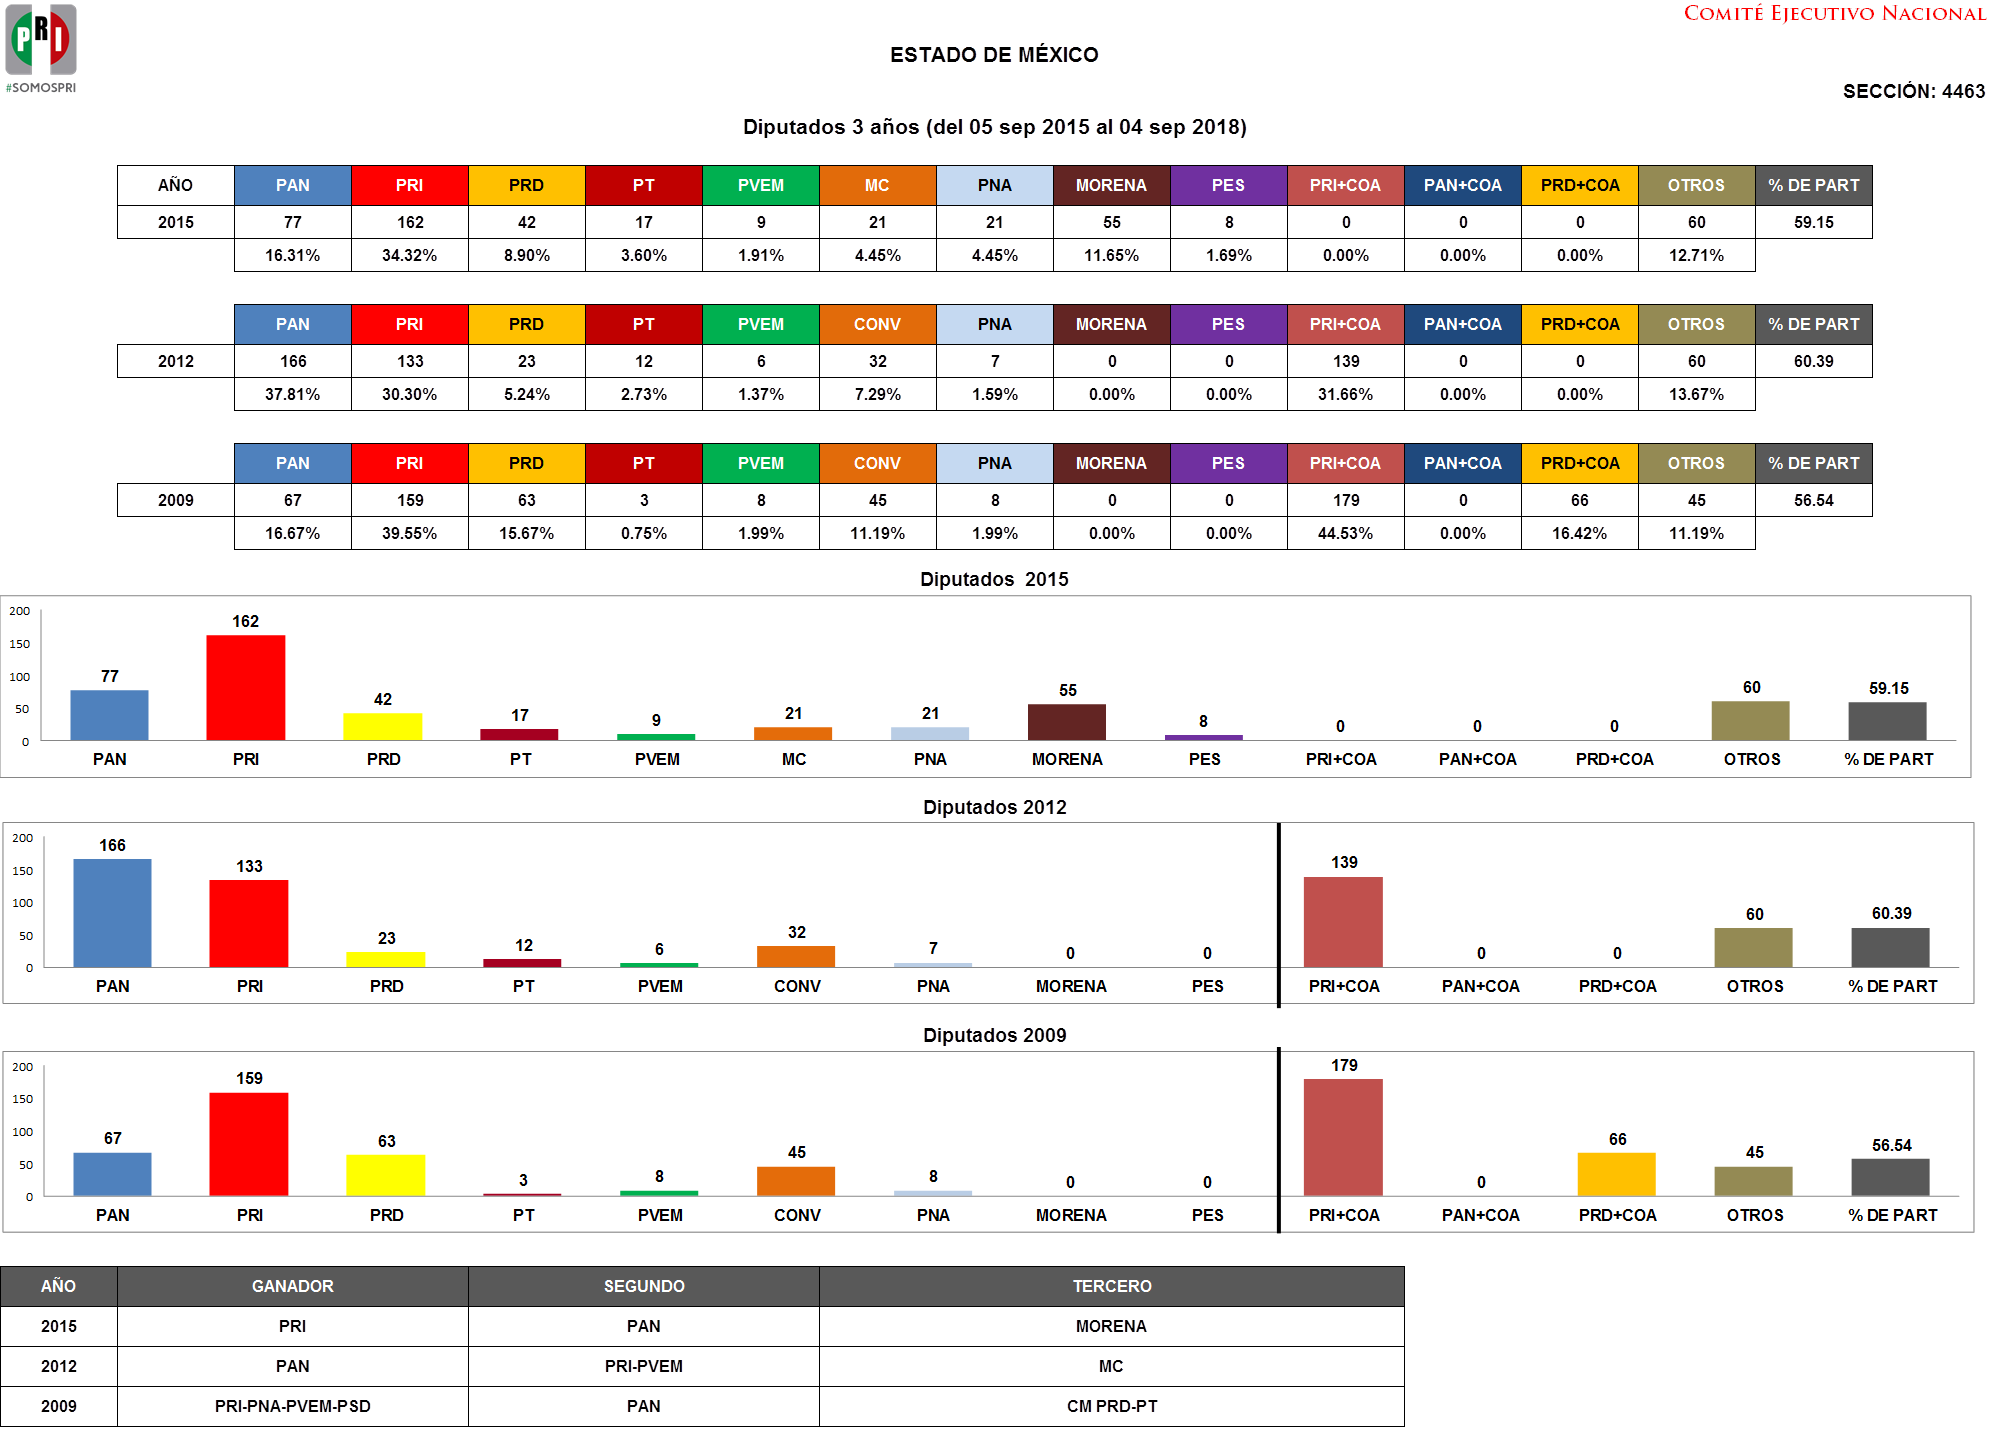 PRI
#SOMOSPRI
COMITÉ EJECUTIVO NACIONAL
ESTADO DE MÉXICO
SECCIÓN: 4463
Diputados 3 años (del 05 sep 2015 al 04 sep 2018)
AÑO PAN PRI PRD PT PVEM MC PNA MORENA PES PRI+COA PAN+COA PRD+COA OTROS % DE PART
2015 77 162 42 17 9 21 21 55 8 0 0 0 60 59.15
16.31% 34.32% 8.90% 3.60% 1.91% 4.45% 4.45% 11.65% 1.69% 0.00% 0.00% 0.00% 12.71%
PAN PRI PRD PT PVEM CONV PNA MORENA PES PRI+COA PAN+COA PRD+COA OTROS % DE PART
2012 166 133 23 12 6 32 7 0 0 139 0 0 60 60.39
37.81% 30.30% 5.24% 2.73% 1.37% 7.29% 1.59% 0.00% 0.00% 31.66% 0.00% 0.00% 13.67%
PAN PRI PRD PT PVEM CONV PNA MORENA PES PRI+COA PAN+COA PRD+COA OTROS % DE PART
2009 67 159 63 3 8 45 8 0 0 179 0 66 45 56.54
16.67% 39.55% 15.67% 0.75% 1.99% 11.19% 1.99% 0.00% 0.00% 44.53% 0.00% 16.42% 11.19%
Diputados 2015
200
150
100
50
0
77 162 42 17 9 21 21 55 8 0 0 0 60 59.15
PAN PRI PRD PT PVEM MC PNA MORENA PES PRI+COA PAN+COA PRD+COA OTROS % DE PART
Diputados 2012
200
150
100
50
0
166 133 23 12 6 32 7 0 0 139 0 0 60 60.39
PAN PRI PRD PT PVEM CONV PNA MORENA PES PRI+COA PAN+COA PRD+COA OTROS % DE PART
Diputados 2009
200
150
100
50
0
67 159 63 3 8 45 8 0 0 179 0 66 45 56.54
PAN PRI PRD PT PVEM CONV PNA MORENA PES PRI+COA PAN+COA PRD+COA OTROS % DE PART
AÑO GANADOR SEGUNDO TERCERO
2015 PRI PAN MORENA
2012 PAN PRI-PVEM MC
2009 PRI-PNA-PVEM-PSD PAN CM PRD-PT